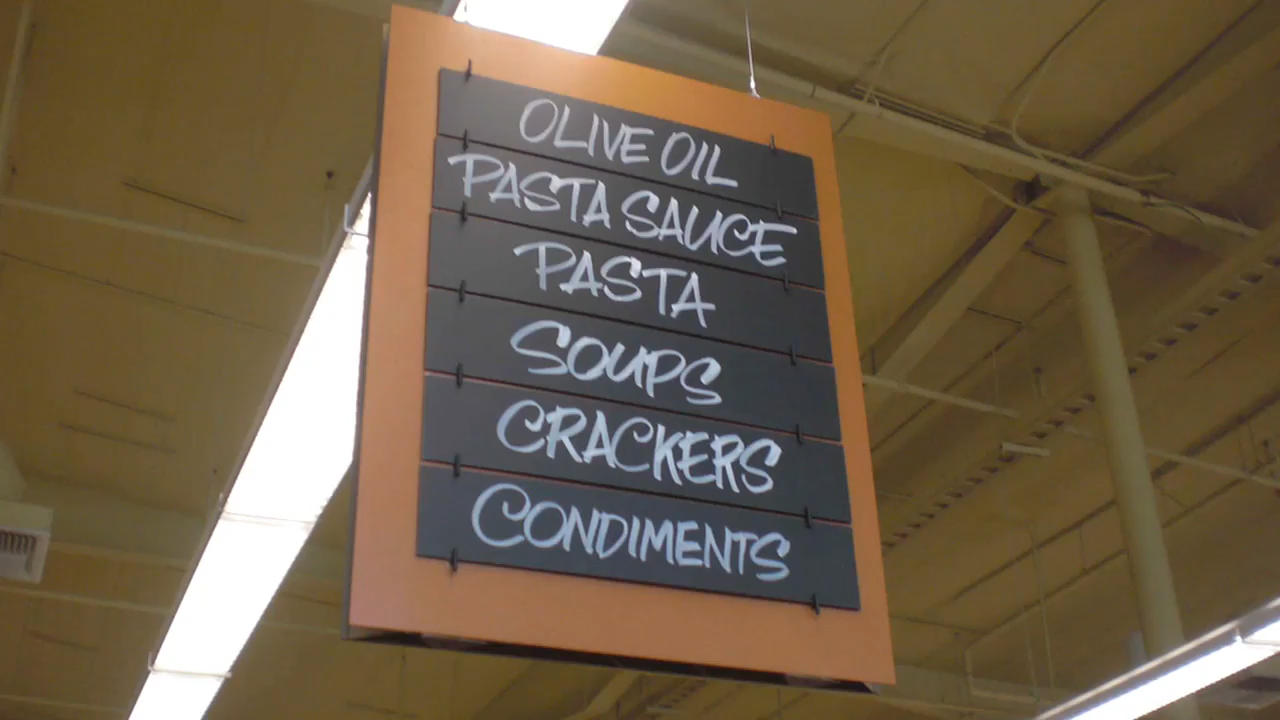 OLIVE OIL
PASTA SAUCE
PASTA
SOUPS
CRACKERS
CONDIMENTS